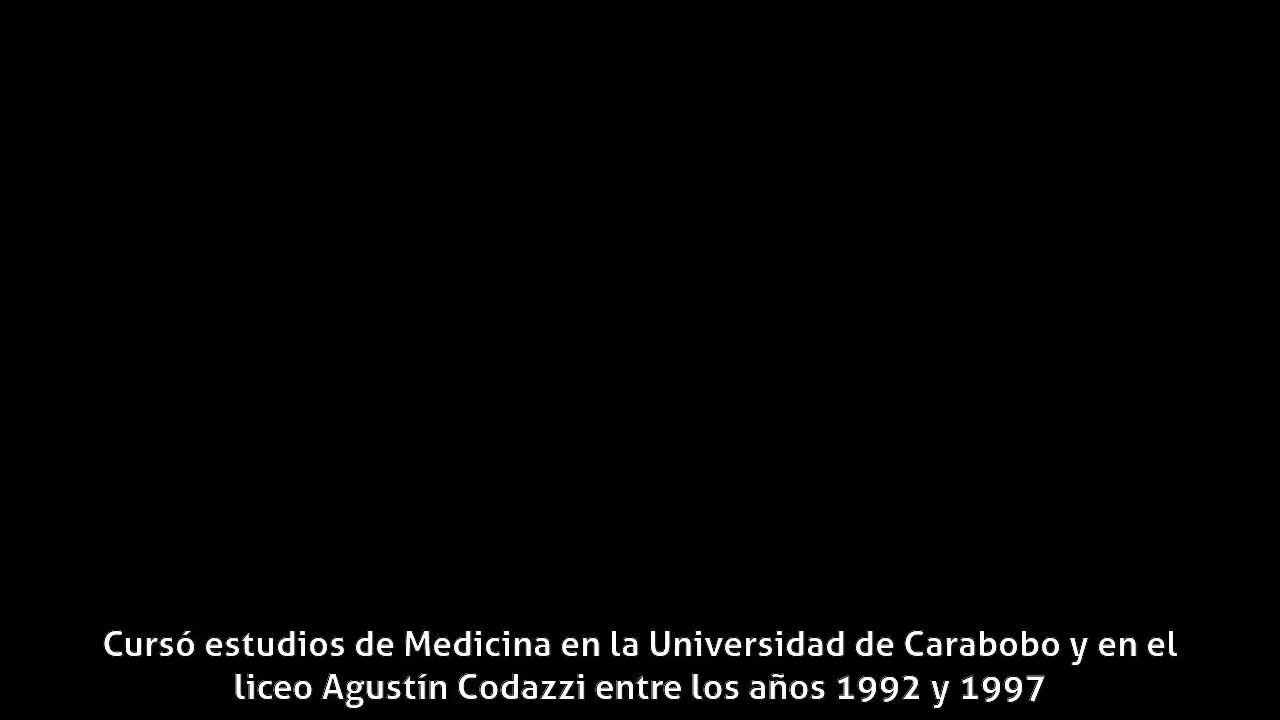 Cursó estudios de Medicina en la Universidad de Carabobo y en el
liceo Agustín Codazzi entre los años 1992 y 1997